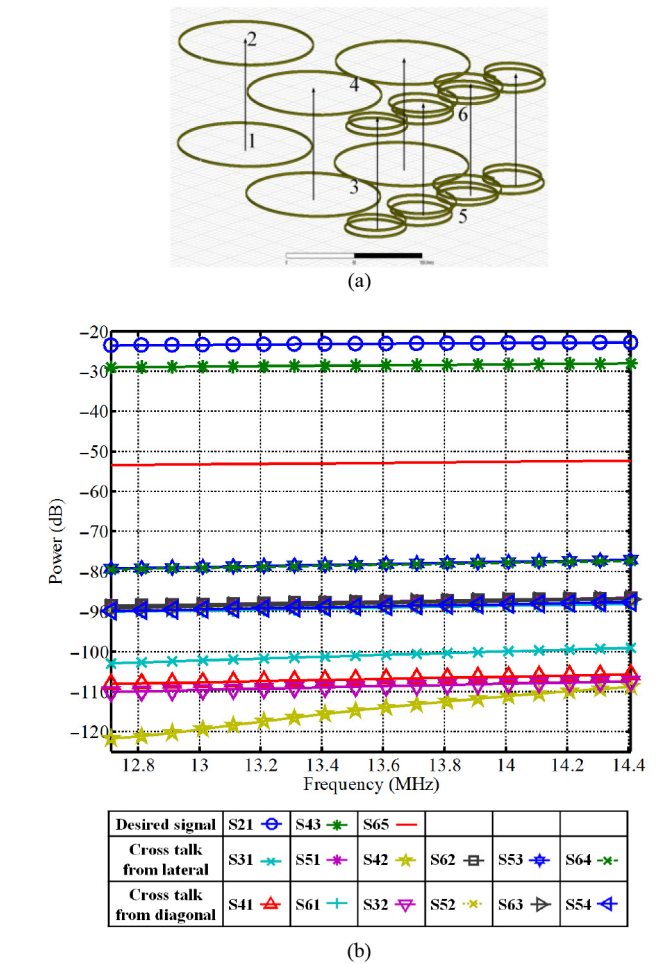 2
4
6
1
3
5
(a)
-20
-30
-40
-50
-60
-70
-80
-90
-100
-110
-120
Power (dB)
12.8 13 13.2 13.4 13.6 13.8 14 14.2 14.4
Frequency (MHz)
Desired signal S21 S43 S65
Cross talk from lateral S31 S51 S42 S62 S53 S64
Cross talk from diagonal S41 S61 S32 S52 S63 S54
(b)